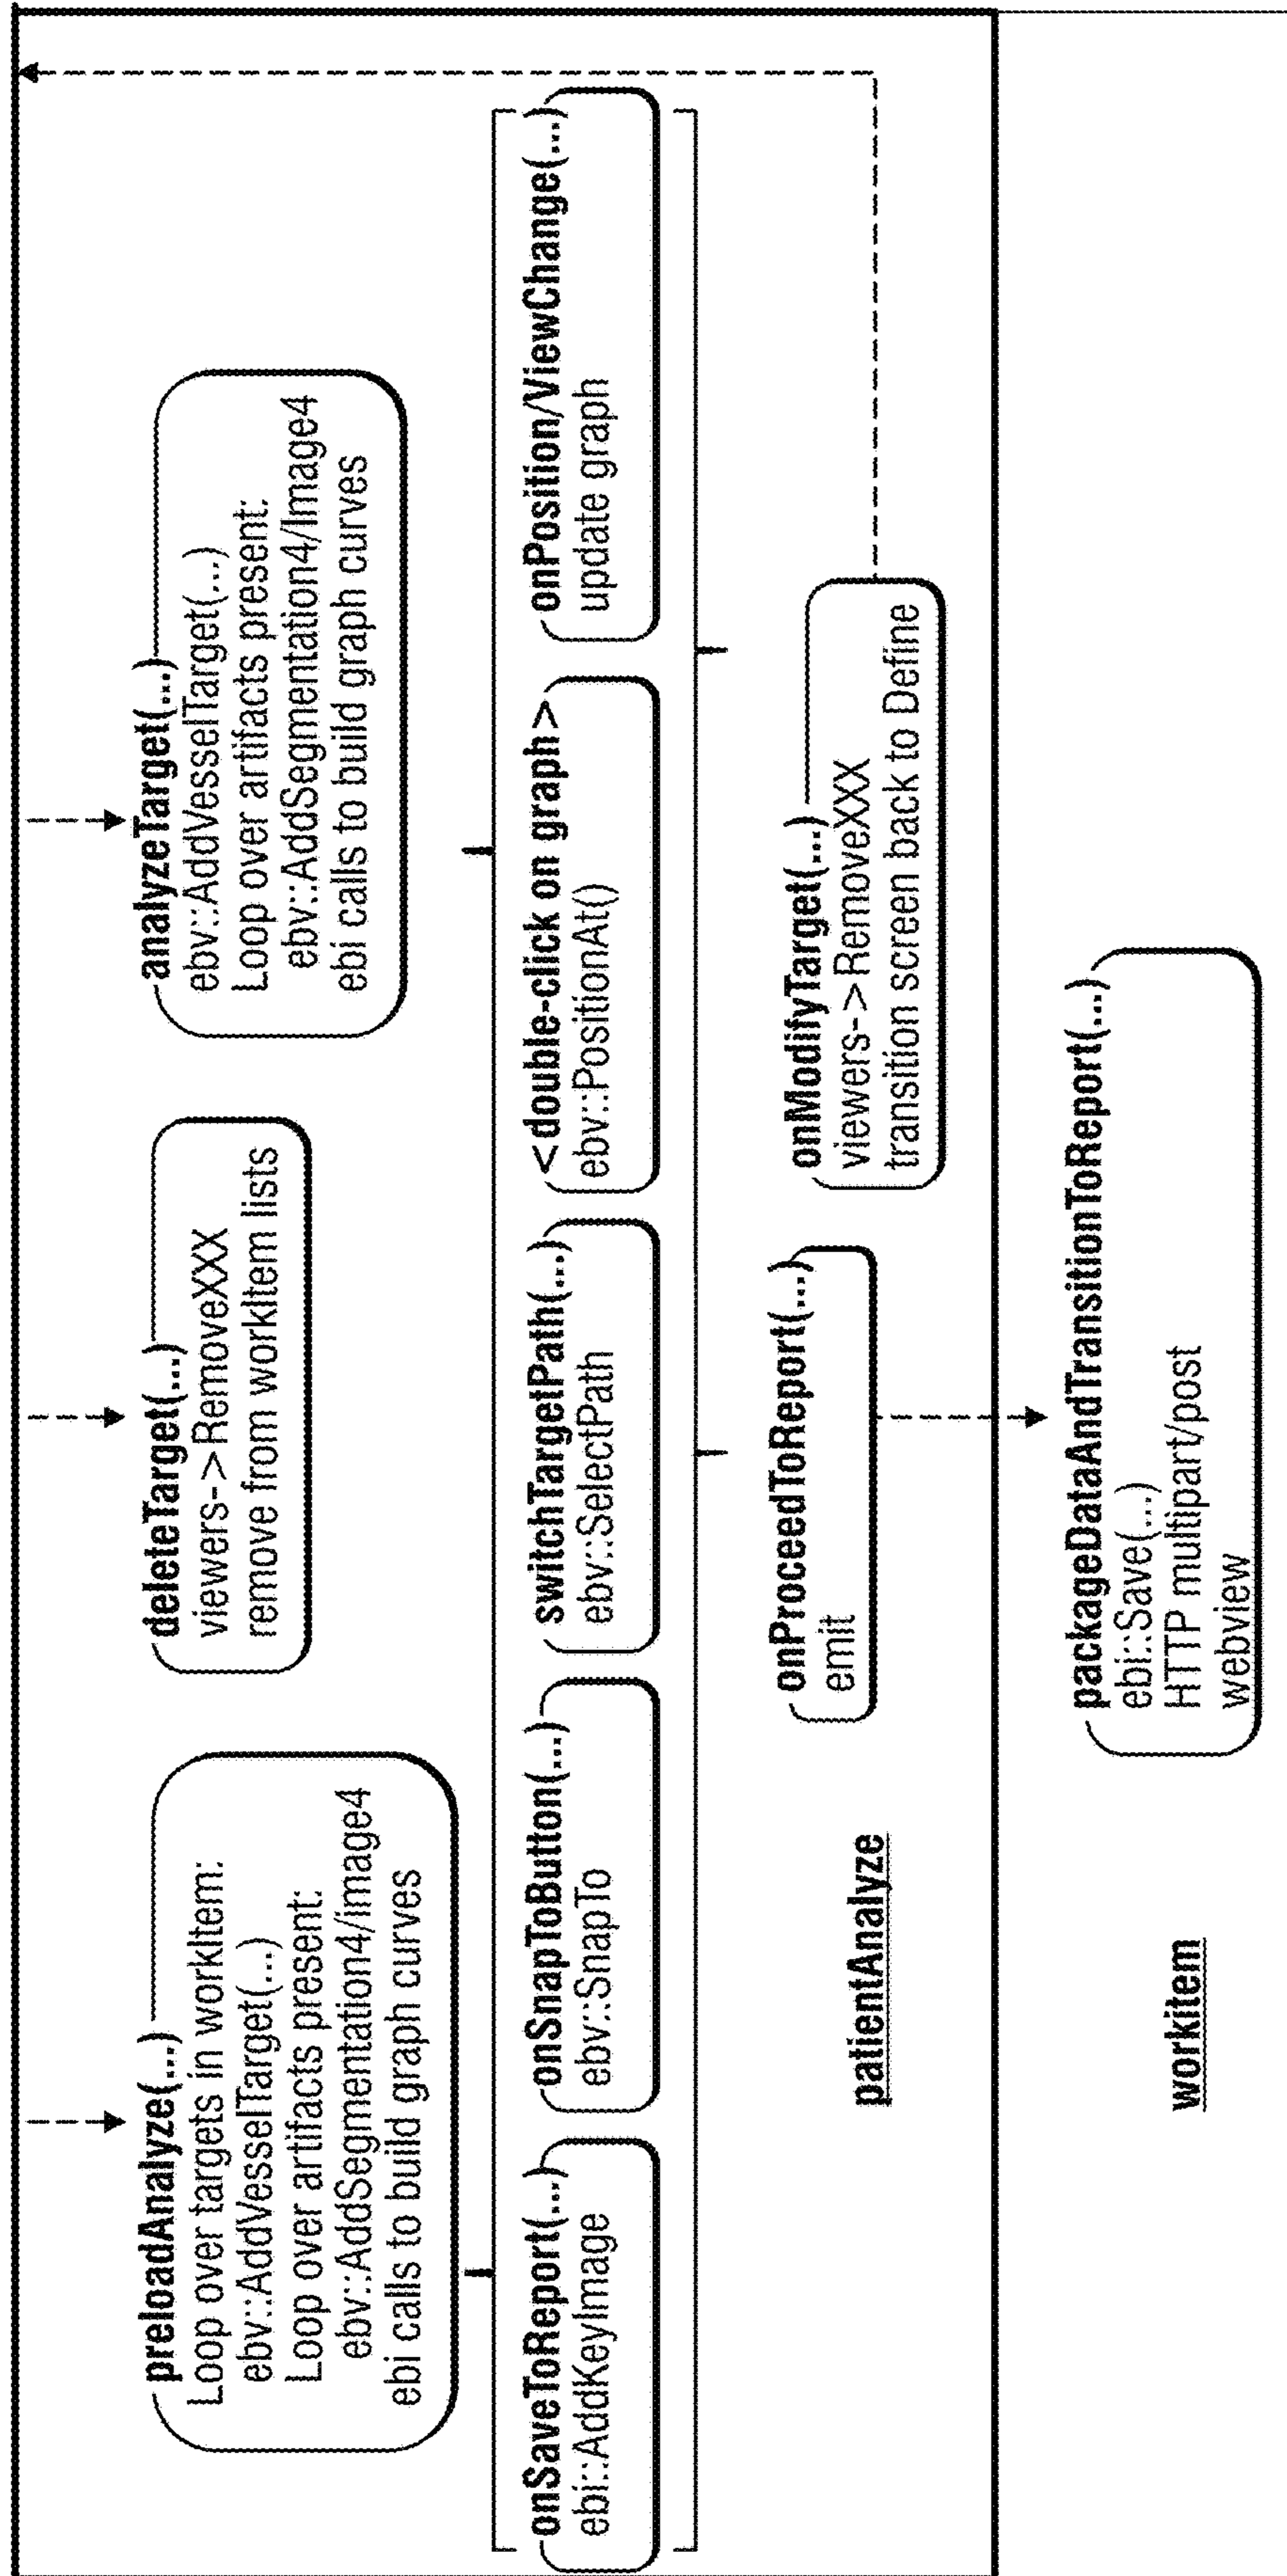 preloadAnalyze(...)
Loop over targets in workItem:
ebv::AddVesselTarget(...)
Loop over artifacts present:
ebv::AddSegmentation4/image4
ebi calls to build graph curves
deleteTarget(...)
viewers->RemoveXXX
remove from workItem lists
analyzeTarget(...)
ebv::AddVesselTarget(...)
Loop over artifacts present:
ebv::AddSegmentation4/Image4
ebi calls to build graph curves
onSaveToReport(...)
ebi::AddKeyImage
onSnapToButton(...)
ebv::SnapTo
switchTargetPath(...)
ebv::SelectPath
<double-click on graph>
ebv::PositionAt()
onPosition/ViewChange(...)
update graph
patientAnalyze
onProceedToReport(...)
emit
onModifyTarget(...)
viewers->RemoveXXX
transition screen back to Define
workitem
packageDataAndTransitionToReport(...)
ebi::Save(...)
HTTP multipart/post
webview